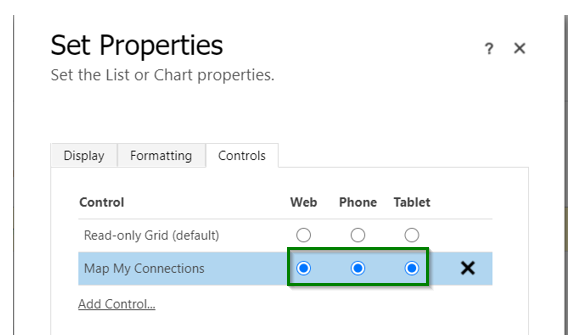 Set Properties
? ×
Set the List or Chart properties.
Display Formatting Controls
Control Web Phone Tablet
Read-only Grid (default)
Map My Connections
Add Control...